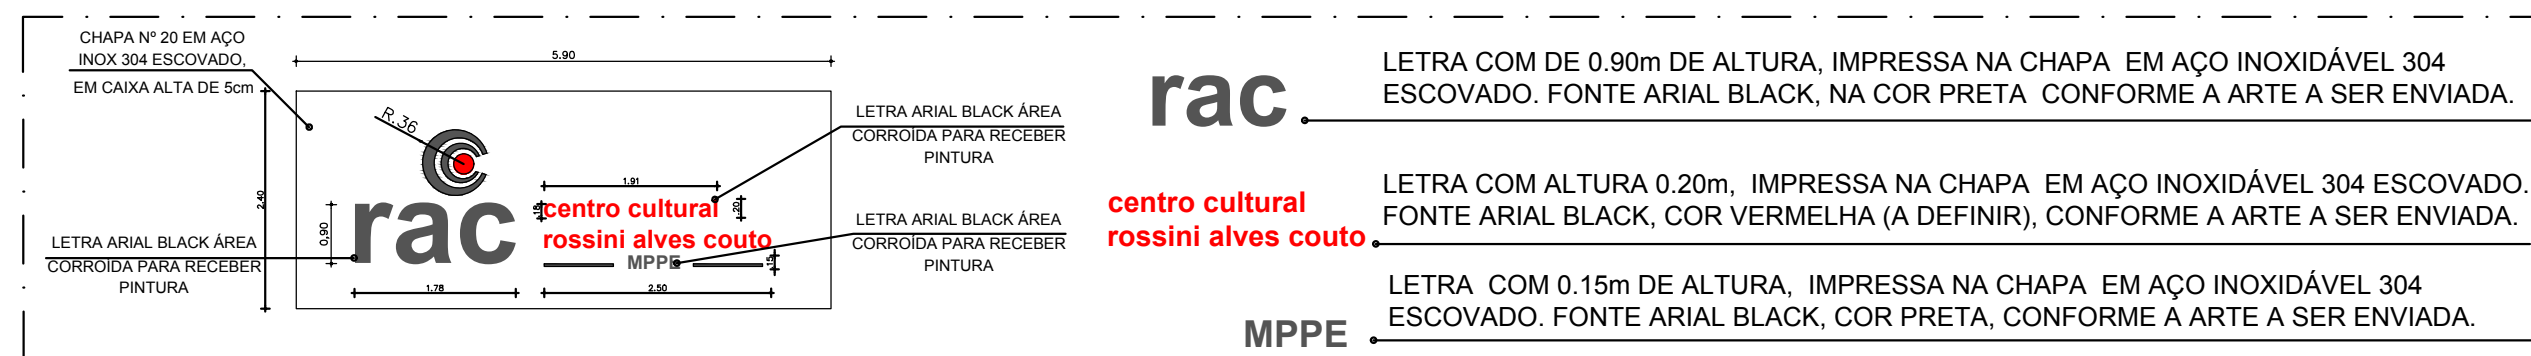 CHAPA Nº 20 EM AÇO
INOX 304 ESCOVADO,
EM CAIXA ALTA DE 5cm
5.90
2.40
R.36
LETRA ARIAL BLACK ÁREA
CORROÍDA PARA RECEBER
PINTURA
1.91
.18
.20
centro cultural
rossini alves couto
rac
0,90
MPPE
.15
1.78
2.50
LETRA ARIAL BLACK ÁREA
CORROÍDA PARA RECEBER
PINTURA
LETRA ARIAL BLACK ÁREA
CORROÍDA PARA RECEBER
PINTURA
rac
LETRA COM DE 0.90m DE ALTURA, IMPRESSA NA CHAPA EM AÇO INOXIDÁVEL 304
ESCOVADO. FONTE ARIAL BLACK, NA COR PRETA CONFORME A ARTE A SER ENVIADA.
centro cultural
rossini alves couto
LETRA COM ALTURA 0.20m, IMPRESSA NA CHAPA EM AÇO INOXIDÁVEL 304 ESCOVADO.
FONTE ARIAL BLACK, COR VERMELHA (A DEFINIR), CONFORME A ARTE A SER ENVIADA.
MPPE
LETRA COM 0.15m DE ALTURA, IMPRESSA NA CHAPA EM AÇO INOXIDÁVEL 304
ESCOVADO. FONTE ARIAL BLACK, COR PRETA, CONFORME A ARTE A SER ENVIADA.